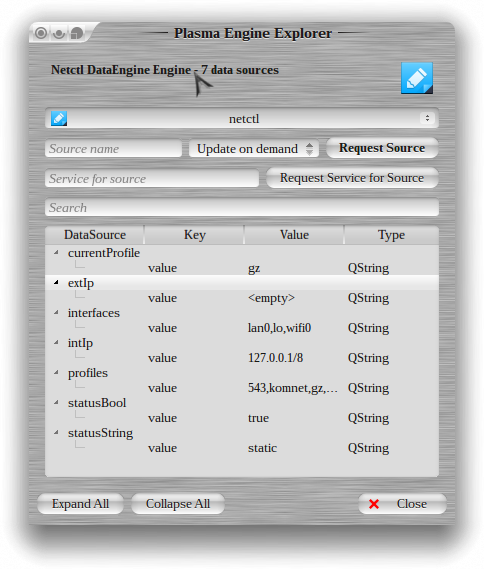 Plasma Engine Explorer
Netctl DataEngine Engine - 7 data sources
netctl
Source name Update on demand Request Source
Service for source Request Service for Source
Search
DataSource Key Value Type
currentProfile
value gz QString
extIp
value <empty> QString
interfaces
value lan0,lo,wifi0 QString
intIp
value 127.0.0.1/8 QString
profiles
value 543,komnet,gz,... QString
statusBool
value true QString
statusString
value static QString
Expand All Collapse All Close